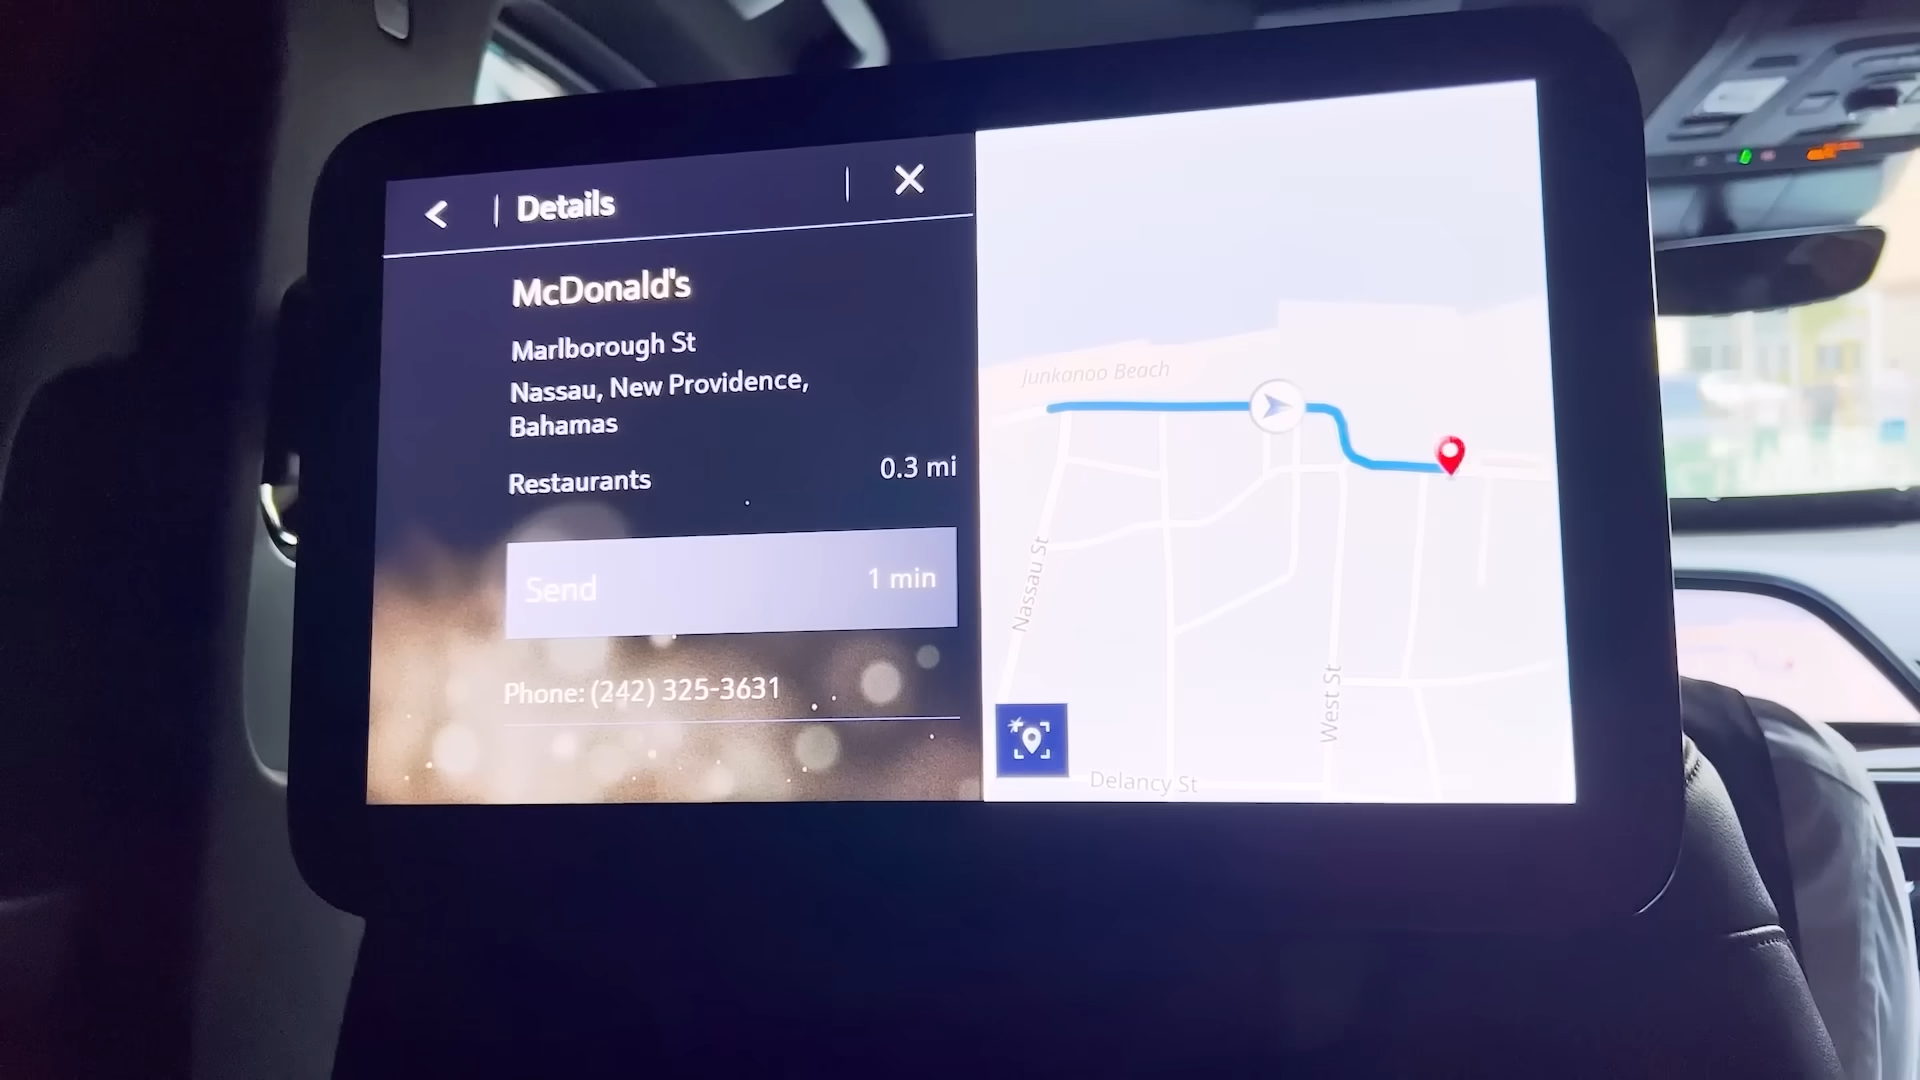 Details
McDonald's
Marlborough St
Nassau, New Providence,
Bahamas
Restaurants
0.3 mi
Send
1 min
Phone: (242) 325-3631
Junkanoo Beach
Nassau St
West St
Delancy St